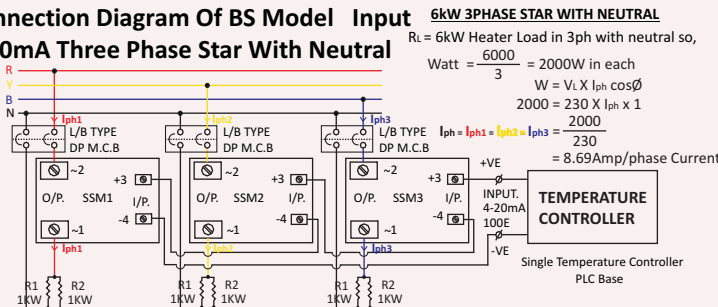 nnection Diagram Of BS Model Input
0mA Three Phase Star With Neutral
6kW 3PHASE STAR WITH NEUTRAL
RL = 6kW Heater Load in 3ph with neutral so,
Watt = 6000 / 3 = 2000W in each
W = VL X Iph cosØ
2000 = 230 X Iph x 1
Iph = Iph1 = Iph2 = Iph3 = 2000 / 230
= 8.69Amp/phase Current
R
Y
B
N
Iph1 Iph2 Iph3
L/B TYPE L/B TYPE L/B TYPE
DP M.C.B DP M.C.B DP M.C.B
~2 +3 ~2 +3 ~2 +3
O/P. SSM1 I/P. O/P. SSM2 I/P. O/P. SSM3 I/P.
-4 -4 -4
~1 ~1 ~1
Iph1 Iph2 Iph3
+VE
INPUT.
4-20mA
100E
-VE
TEMPERATURE
CONTROLLER
Single Temperature Controller
PLC Base
R1 R2 R1 R2 R1 R2
1KW 1KW 1KW 1KW 1KW 1KW